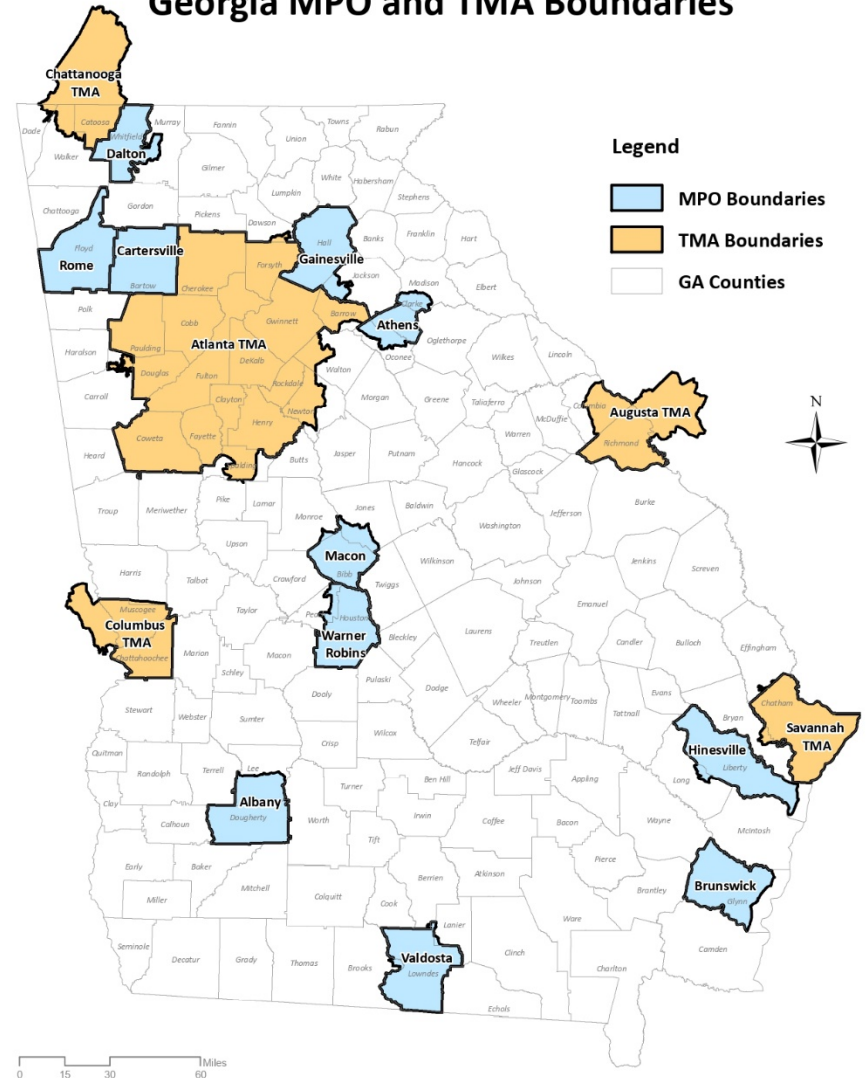 Georgia MPO and TMA Boundaries
Chattanooga
TMA
Dade
Catoosa
Whitfield
Murray
Fannin
Union
Towns
Rabun
Walker
Dalton
Gilmer
White
Habersham
Lumpkin
Stephens
Legend
MPO Boundaries
TMA Boundaries
GA Counties
Chattooga
Gordon
Pickens
Dawson
Hall
Banks
Franklin
Hart
Floyd
Rome
Cartersville
Bartow
Cherokee
Forsyth
Gainesville
Jackson
Madison
Elbert
Polk
Cobb
Gwinnett
Barrow
Clarke
Athens
Oconee
Oglethorpe
Wilkes
Lincoln
Haralson
Paulding
Atlanta TMA
DeKalb
Walton
Douglas
Fulton
Rockdale
Morgan
Greene
Taliaferro
McDuffie
Columbia
Augusta TMA
Richmond
Carroll
Clayton
Newton
Henry
Warren
Coweta
Fayette
Spalding
Heard
Butts
Jasper
Putnam
Hancock
Glascock
N
Troup
Meriwether
Pike
Lamar
Monroe
Jones
Baldwin
Washington
Jefferson
Burke
Upson
Macon
Bibb
Wilkinson
Jenkins
Screven
Harris
Talbot
Crawford
Twiggs
Johnson
Emanuel
Muscogee
Columbus
TMA
Chattahoochee
Taylor
Houston
Warner
Robins
Bleckley
Laurens
Treutlen
Candler
Bulloch
Effingham
Marion
Macon
Schley
Pulaski
Dodge
Dooly
Stewart
Webster
Sumter
Wheeler
Montgomery
Toombs
Tattnall
Evans
Bryan
Chatham
Savannah
TMA
Crisp
Wilcox
Telfair
Hinesville
Liberty
Long
Quitman
Randolph
Terrell
Lee
Turner
Ben Hill
Jeff Davis
Appling
Clay
Calhoun
Albany
Dougherty
Worth
Irwin
Coffee
Bacon
Wayne
McIntosh
Tift
Early
Baker
Mitchell
Pierce
Brantley
Brunswick
Glynn
Miller
Colquitt
Cook
Berrien
Atkinson
Ware
Lanier
Seminole
Decatur
Grady
Thomas
Brooks
Valdosta
Lowndes
Clinch
Charlton
Camden
Echols
Miles
0 15 30 60